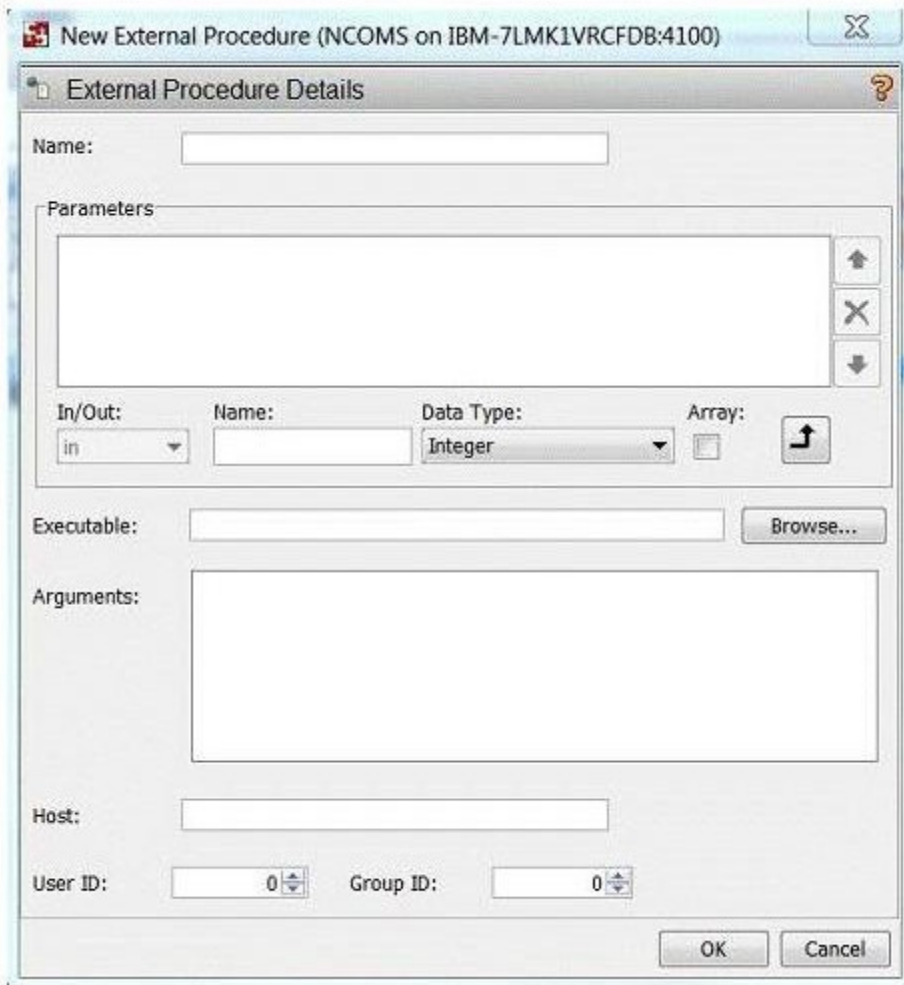 New External Procedure (NCOMS on IBM-7LMK1VRCFDB:4100)
External Procedure Details
Name:
Parameters
In/Out: Name: Data Type: Array:
in Integer
Executable: Browse...
Arguments:
Host:
User ID: 0 Group ID: 0
OK Cancel